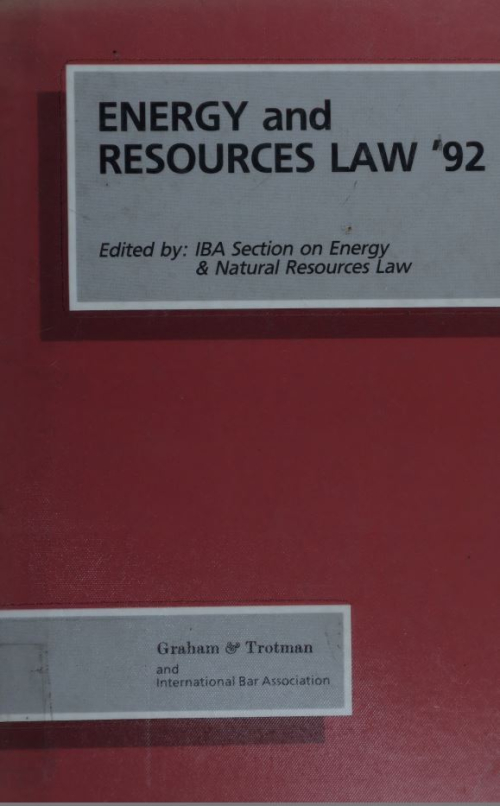 ENERGY and
RESOURCES LAW '92
Edited by: IBA Section on Energy
& Natural Resources Law
Graham & Trotman
and
International Bar Association